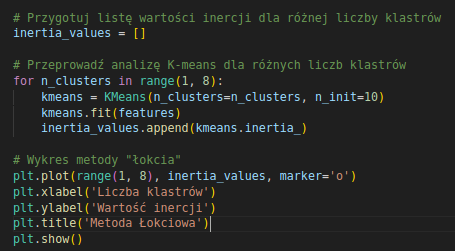 # Przygotuj listę wartości inercji dla różnej liczby klastrów
inertia_values = []
# Przeprowadź analizę K-means dla różnych liczb klastrów
for n_clusters in range(1, 8):
    kmeans = KMeans(n_clusters=n_clusters, n_init=10)
    kmeans.fit(features)
    inertia_values.append(kmeans.inertia_)
# Wykres metody "łokcia"
plt.plot(range(1, 8), inertia_values, marker='o')
plt.xlabel('Liczba klastrów')
plt.ylabel('Wartość inercji')
plt.title('Metoda Łokciowa')
plt.show()